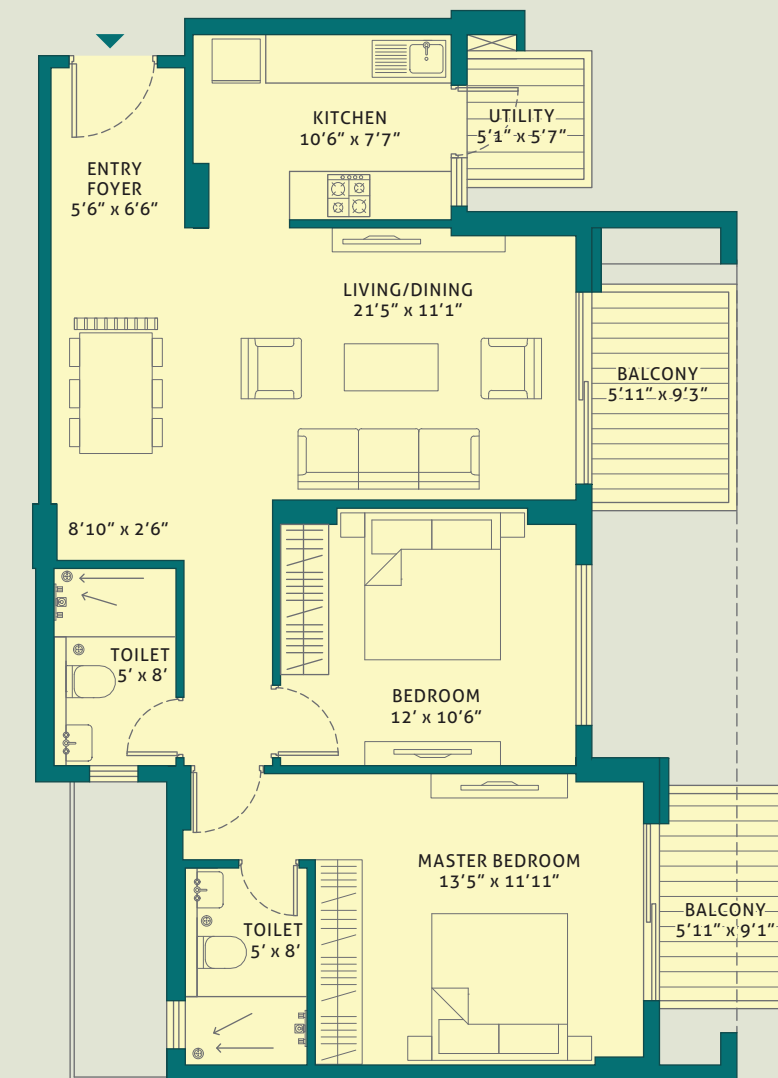 KITCHEN
10'6" x 7'7"
UTILITY
5'1" x 5'7"
ENTRY
FOYER
5'6" x 6'6"
LIVING/DINING
21'5" x 11'1"
BALCONY
5'11" x 9'3"
8'10" x 2'6"
TOILET
5' x 8'
BEDROOM
12' x 10'6"
MASTER BEDROOM
13'5" x 11'11"
TOILET
5' x 8'
BALCONY
5'11" x 9'1"